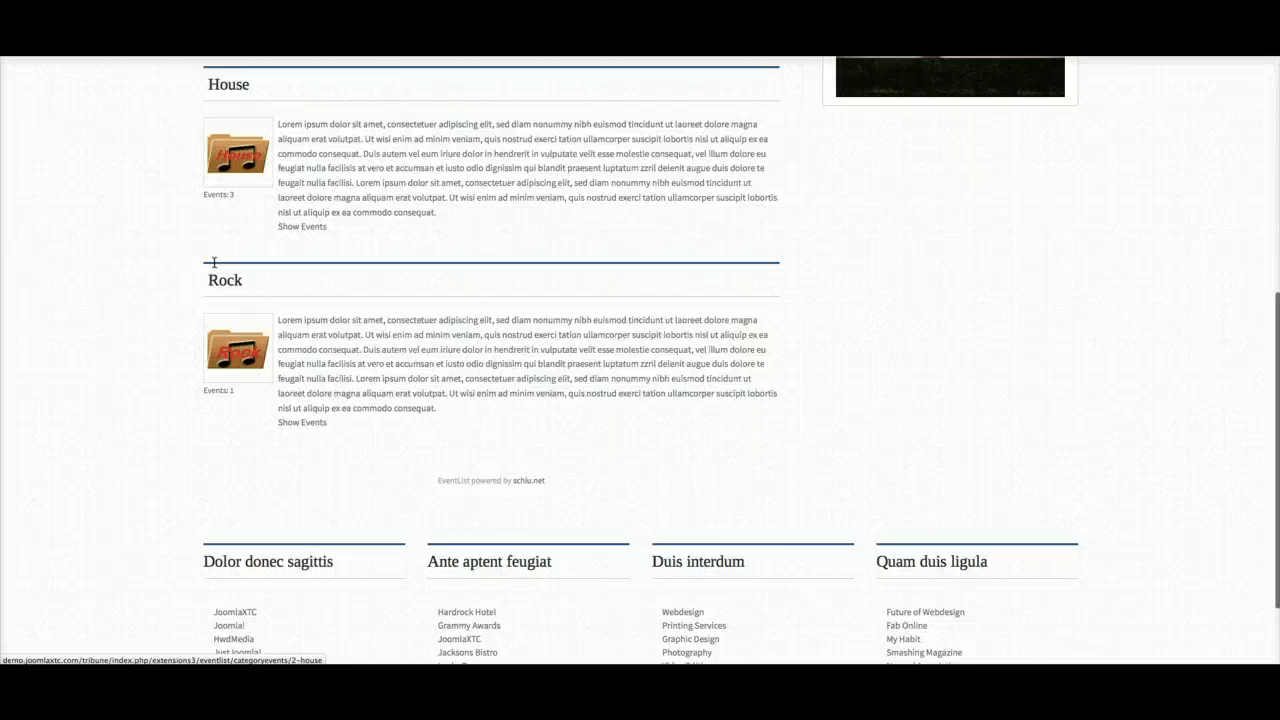 House
House
Lorem ipsum dolor sit amet, consectetuer adipiscing elit, sed diam nonummy nibh euismod tincidunt ut laoreet dolore magna
aliquam erat volutpat. Ut wisi enim ad minim veniam, quis nostrud exerci tation ullamcorper suscipit lobortis nisl ut aliquip ex ea
commodo consequat. Duis autem vel eum iriure dolor in hendrerit in vulputate velit esse molestie consequat, vel illum dolore eu
feugiat nulla facilisis at vero et accumsan et iusto odio dignissim qui blandit praesent luptatum zzril delenit augue duis dolore te
feugait nulla facilisi. Lorem ipsum dolor sit amet, consectetuer adipiscing elit, sed diam nonummy nibh euismod tincidunt ut
laoreet dolore magna aliquam erat volutpat. Ut wisi enim ad minim veniam, quis nostrud exerci tation ullamcorper suscipit lobortis
nisl ut aliquip ex ea commodo consequat.
Events: 3
Show Events
Rock
Rock
Lorem ipsum dolor sit amet, consectetuer adipiscing elit, sed diam nonummy nibh euismod tincidunt ut laoreet dolore magna
aliquam erat volutpat. Ut wisi enim ad minim veniam, quis nostrud exerci tation ullamcorper suscipit lobortis nisl ut aliquip ex ea
commodo consequat. Duis autem vel eum iriure dolor in hendrerit in vulputate velit esse molestie consequat, vel illum dolore eu
feugiat nulla facilisis at vero et accumsan et iusto odio dignissim qui blandit praesent luptatum zzril delenit augue duis dolore te
feugait nulla facilisi. Lorem ipsum dolor sit amet, consectetuer adipiscing elit, sed diam nonummy nibh euismod tincidunt ut
laoreet dolore magna aliquam erat volutpat. Ut wisi enim ad minim veniam, quis nostrud exerci tation ullamcorper suscipit lobortis
nisl ut aliquip ex ea commodo consequat.
Events: 1
Show Events
EventList powered by schlu.net
Dolor donec sagittis
JoomlaXTC
Joomla!
HwdMedia
Just Joomla!
Ante aptent feugiat
Hardrock Hotel
Grammy Awards
JoomlaXTC
Jacksons Bistro
Duis interdum
Webdesign
Printing Services
Graphic Design
Photography
Quam duis ligula
Future of Webdesign
Fab Online
My Habit
Smashing Magazine
demo.joomlaxtc.com/tribune/index.php/extensions3/eventlist/categoryevents/2-house